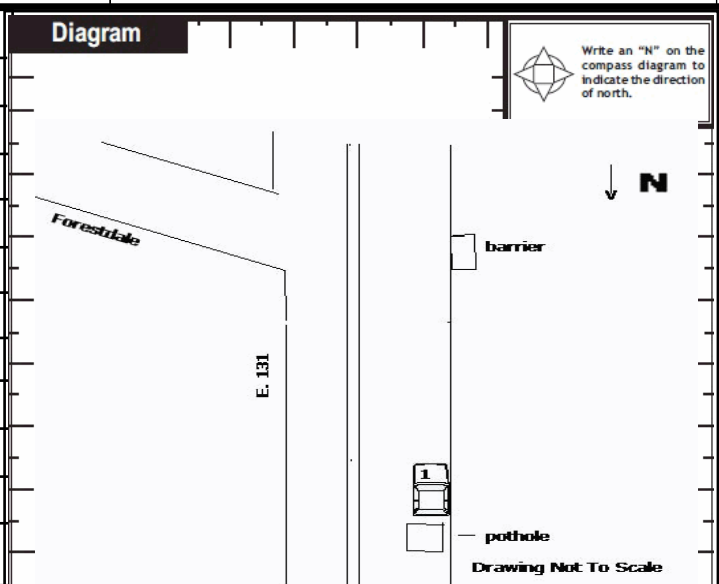 Diagram
Write an "N" on the
compass diagram to
indicate the direction
of north.
N
Forestdale
barrier
E. 131
1
pothole
Drawing Not To Scale